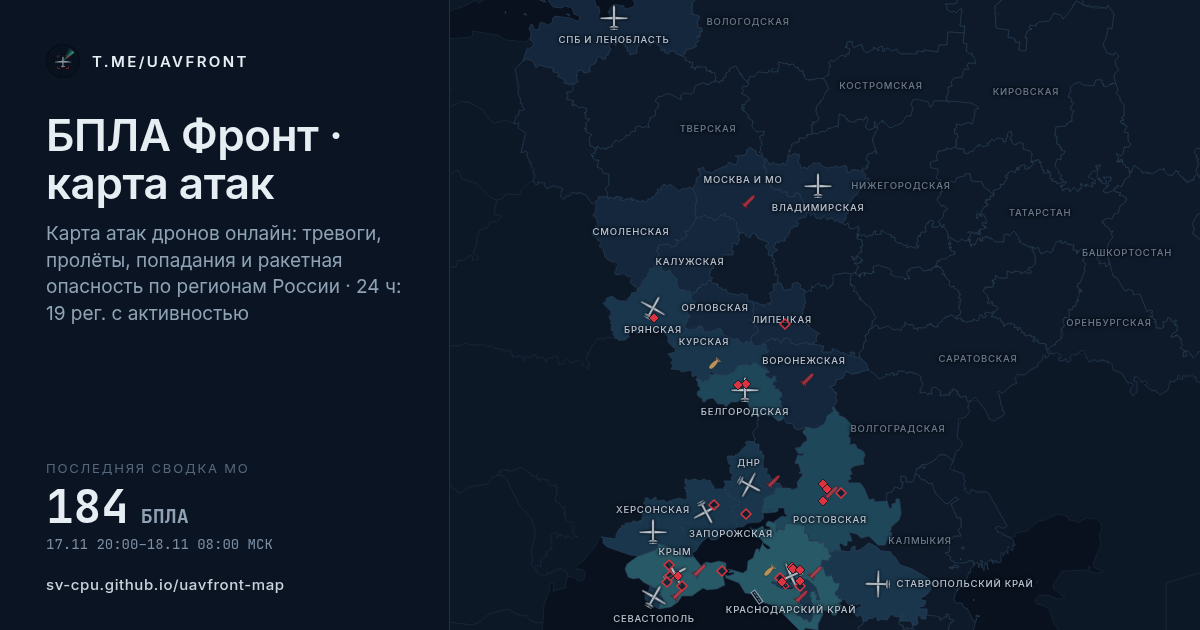 T.ME/UAVFRONT
БПЛА Фронт ·
карта атак
Карта атак дронов онлайн: тревоги,
пролёты, попадания и ракетная
опасность по регионам России · 24 ч:
19 рег. с активностью
ПОСЛЕДНЯЯ СВОДКА МО
184 БПЛА
17.11 20:00–18.11 08:00 МСК
sv-cpu.github.io/uavfront-map
ВОЛОГОДСКАЯ
СПБ И ЛЕНОБЛАСТЬ
КОСТРОМСКАЯ
КИРОВСКАЯ
ТВЕРСКАЯ
МОСКВА И МО
НИЖЕГОРОДСКАЯ
ВЛАДИМИРСКАЯ
ТАТАРСТАН
СМОЛЕНСКАЯ
БАШКОРТОСТАН
КАЛУЖСКАЯ
ОРЛОВСКАЯ
ЛИПЕЦКАЯ
ОРЕНБУРГСКАЯ
БРЯНСКАЯ
КУРСКАЯ
ВОРОНЕЖСКАЯ
САРАТОВСКАЯ
БЕЛГОРОДСКАЯ
ВОЛГОГРАДСКАЯ
ДНР
ХЕРСОНСКАЯ
РОСТОВСКАЯ
ЗАПОРОЖСКАЯ
КАЛМЫКИЯ
КРЫМ
СТАВРОПОЛЬСКИЙ КРАЙ
КРАСНОДАРСКИЙ КРАЙ
СЕВАСТОПОЛЬ